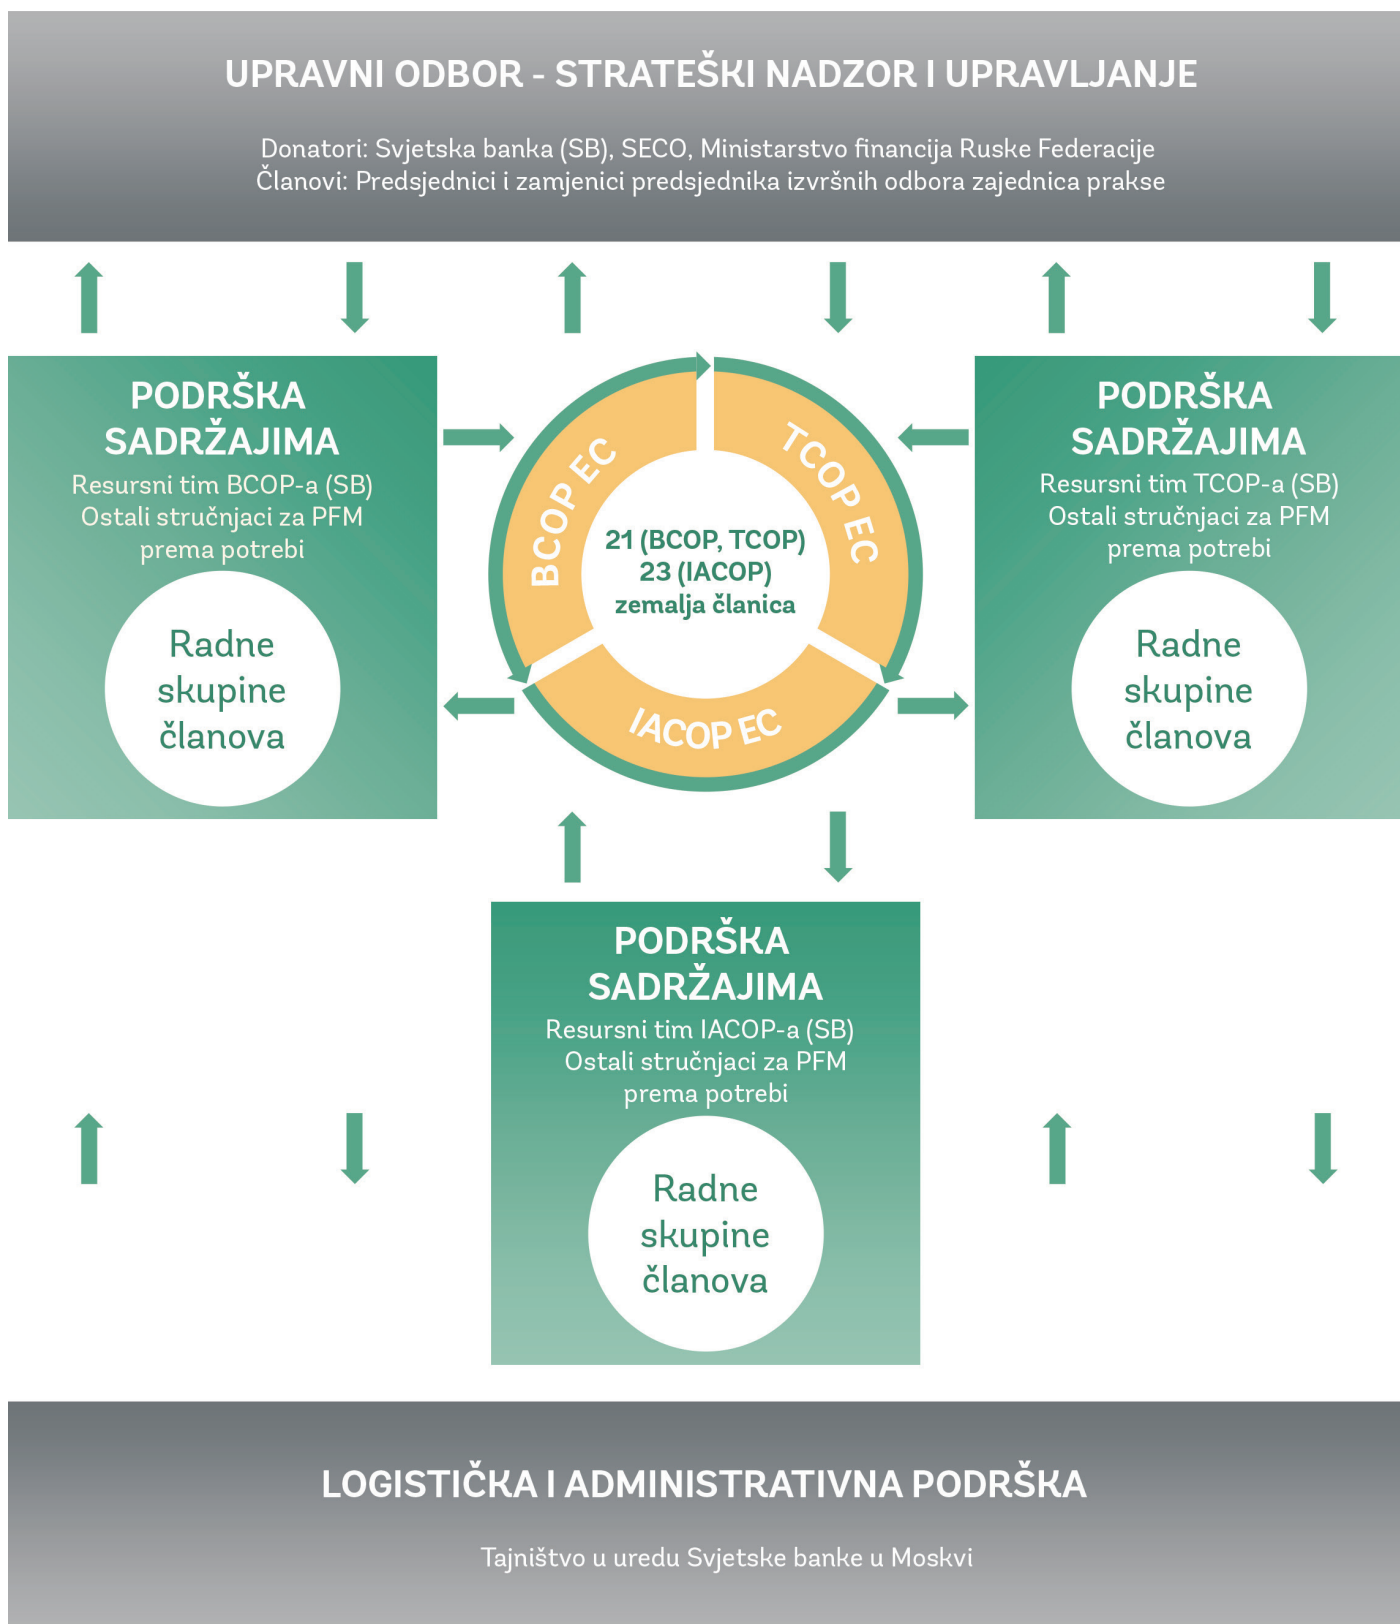 UPRAVNI ODBOR - STRATEŠKI NADZOR I UPRAVLJANJE
Donatori: Svjetska banka (SB), SECO, Ministarstvo financija Ruske Federacije
Članovi: Predsjednici i zamjenici predsjednika izvršnih odbora zajednica prakse
PODRŠKA
SADRŽAJIMA
Resursni tim BCOP-a (SB)
Ostali stručnjaci za PFM
prema potrebi
Radne
skupine
članova
BCOP EC
TCOP EC
IACOP EC
21 (BCOP, TCOP)
23 (IACOP)
zemalja članica
PODRŠKA
SADRŽAJIMA
Resursni tim TCOP-a (SB)
Ostali stručnjaci za PFM
prema potrebi
Radne
skupine
članova
PODRŠKA
SADRŽAJIMA
Resursni tim IACOP-a (SB)
Ostali stručnjaci za PFM
prema potrebi
Radne
skupine
članova
LOGISTIČKA I ADMINISTRATIVNA PODRŠKA
Tajništvo u uredu Svjetske banke u Moskvi